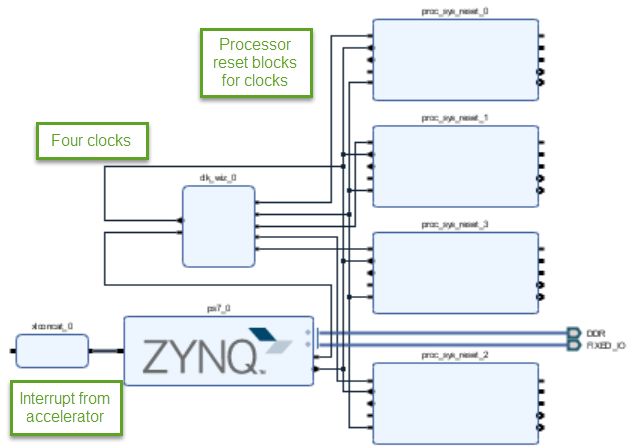 proc_sys_reset_0
Processor
reset blocks
for clocks
proc_sys_reset_1
Four clocks
clk_wiz_0
proc_sys_reset_3
ps7_0
xlconcat_0
DDR
FIXED_IO
ZYNQ
TM
proc_sys_reset_2
Interrupt from
accelerator